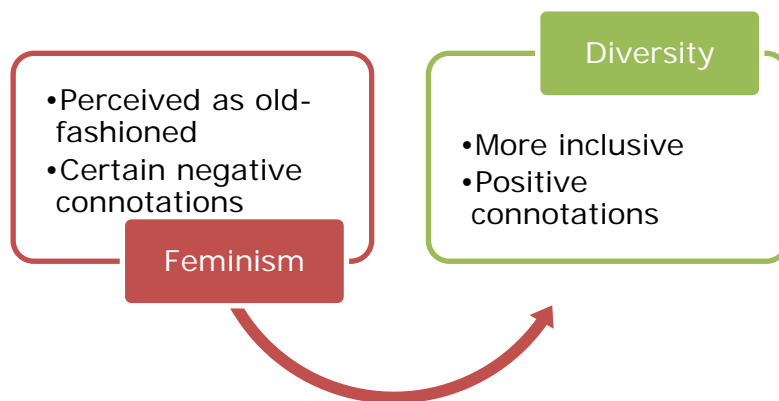 •Perceived as old-
fashioned
•Certain negative
connotations
Feminism
Diversity
•More inclusive
•Positive
connotations